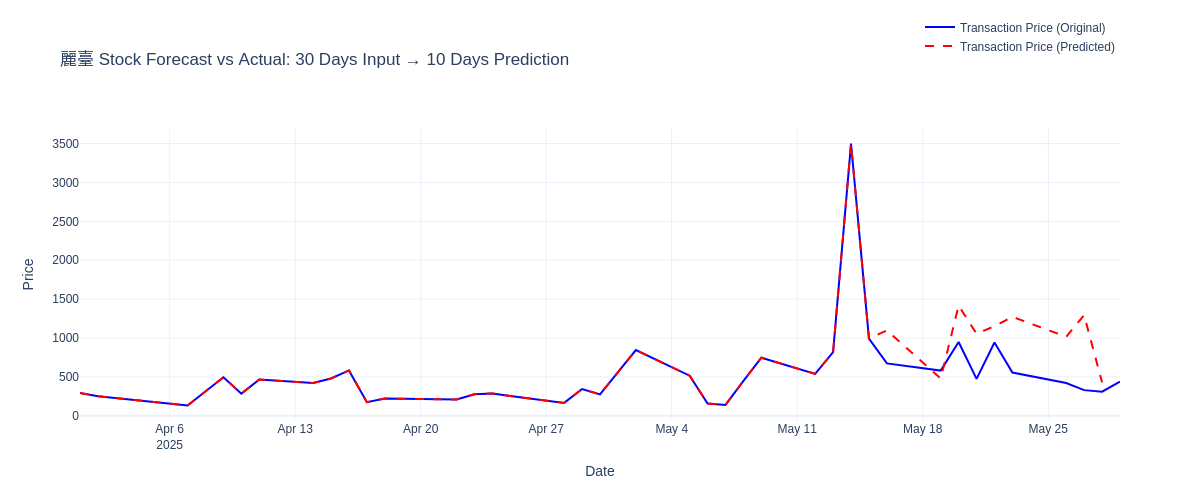 麗臺 Stock Forecast vs Actual: 30 Days Input → 10 Days Prediction
Transaction Price (Original)
Transaction Price (Predicted)
Price
3500
3000
2500
2000
1500
1000
500
0
Apr 6
2025
Apr 13
Apr 20
Apr 27
May 4
May 11
May 18
May 25
Date